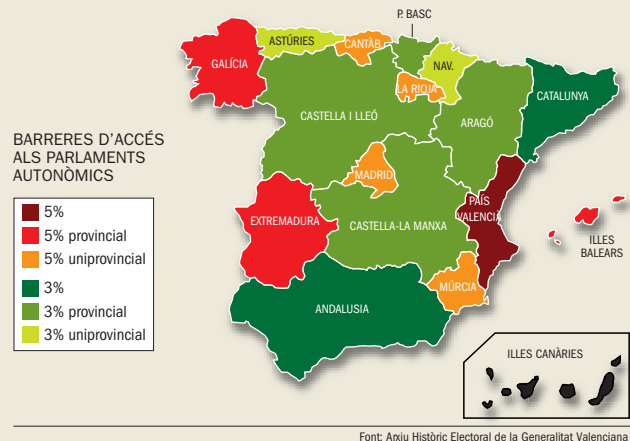 P. BASC
ASTÚRIES
CANTÀB.
GALÍCIA
NAV.
LA RIOJA
CATALUNYA
CASTELLA I LLEÓ
ARAGÓ
BARRERES D'ACCÉS
ALS PARLAMENTS
AUTONÒMICS
MADRID
5%
5% provincial
5% uniprovincial
3%
3% provincial
3% uniprovincial
PAÍS
VALENCIÀ
EXTREMADURA
CASTELLA-LA MANXA
ILLES
BALEARS
MÚRCIA
ANDALUSIA
ILLES CANÀRIES
Font: Arxiu Històric Electoral de la Generalitat Valenciana